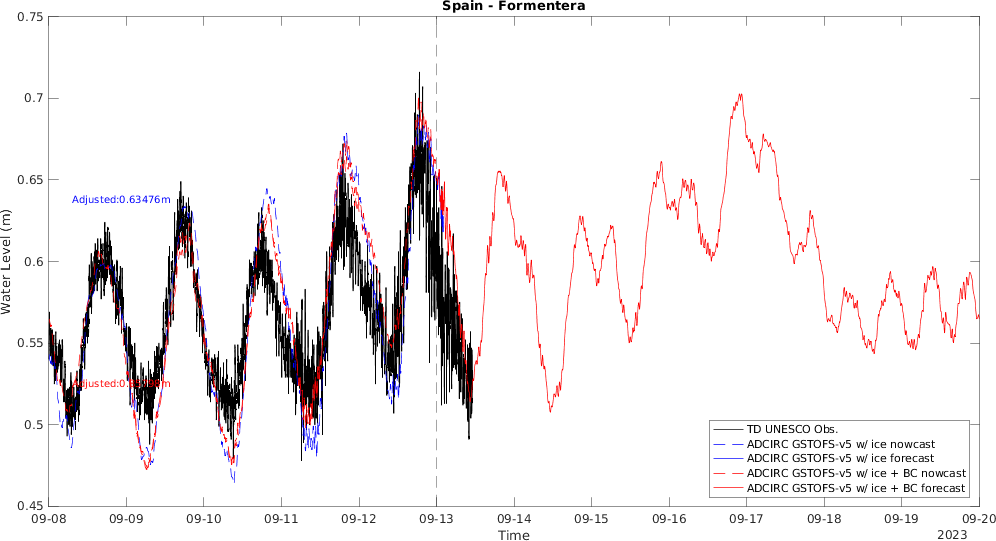 Spain - Formentera
0.75
0.7
0.65
0.6
0.55
0.5
0.45
Water Level (m)
Adjusted:0.63476m
TD UNESCO Obs.
ADCIRC GSTOFS-v5 w/ ice nowcast
ADCIRC GSTOFS-v5 w/ ice forecast
ADCIRC GSTOFS-v5 w/ ice + BC nowcast
ADCIRC GSTOFS-v5 w/ ice + BC forecast
09-08 09-09 09-10 09-11 09-12 09-13 09-14 09-15 09-16 09-17 09-18 09-19 09-20
Time
2023